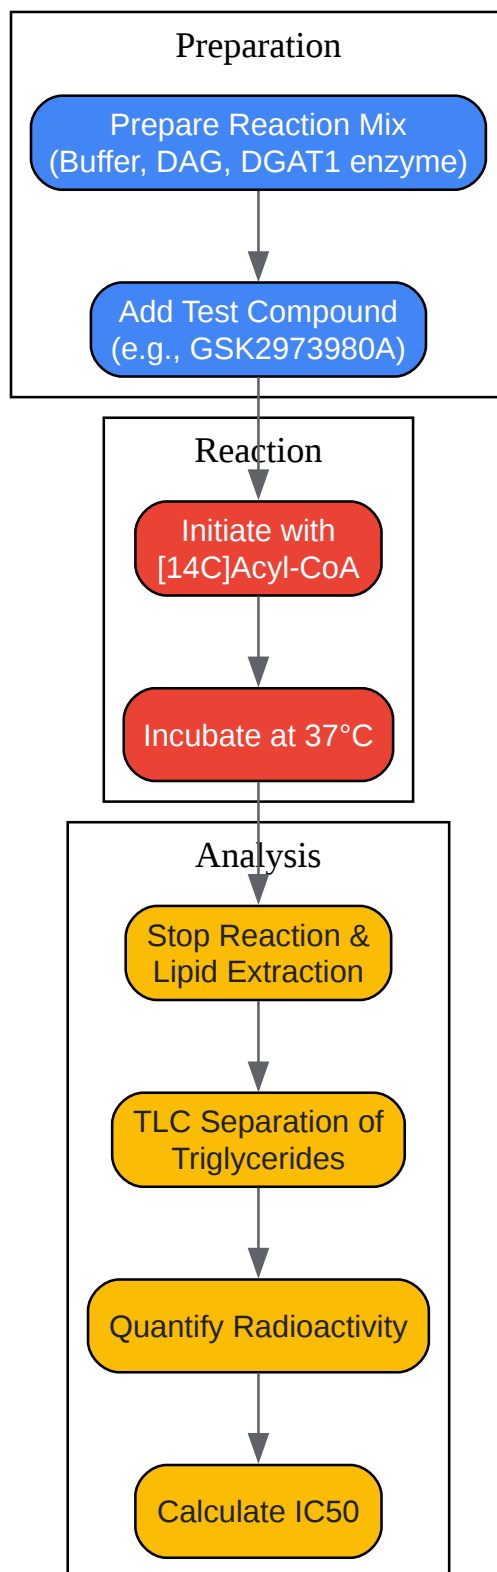 Preparation
Prepare Reaction Mix
(Buffer, DAG, DGAT1 enzyme)
Add Test Compound
(e.g., GSK2973980A)
Reaction
Initiate with
[14C]Acyl-CoA
Incubate at 37°C
Analysis
Stop Reaction &
Lipid Extraction
TLC Separation of
Triglycerides
Quantify Radioactivity
Calculate IC50